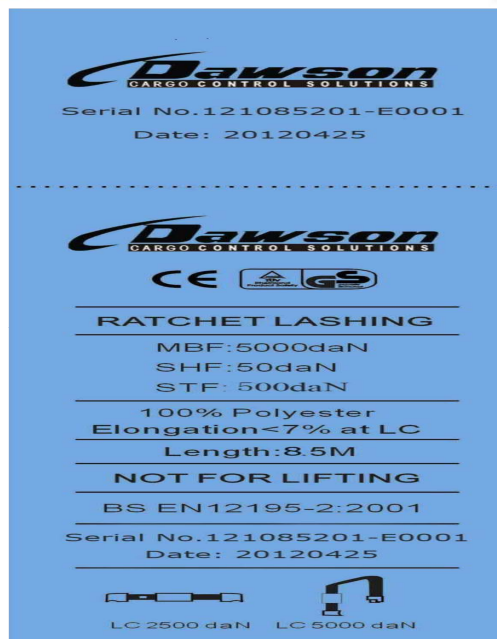 Dawson
CARGO CONTROL SOLUTIONS
Serial No.121085201-E0001
Date: 20120425
Dawson
CARGO CONTROL SOLUTIONS
CE TÜV GS
RATCHET LASHING
MBF:5000daN
SHF:50daN
STF: 500daN
100% Polyester
Elongation<7% at LC
Length:8.5M
NOT FOR LIFTING
BS EN12195-2:2001
Serial No.121085201-E0001
Date: 20120425
LC 2500 daN LC 5000 daN